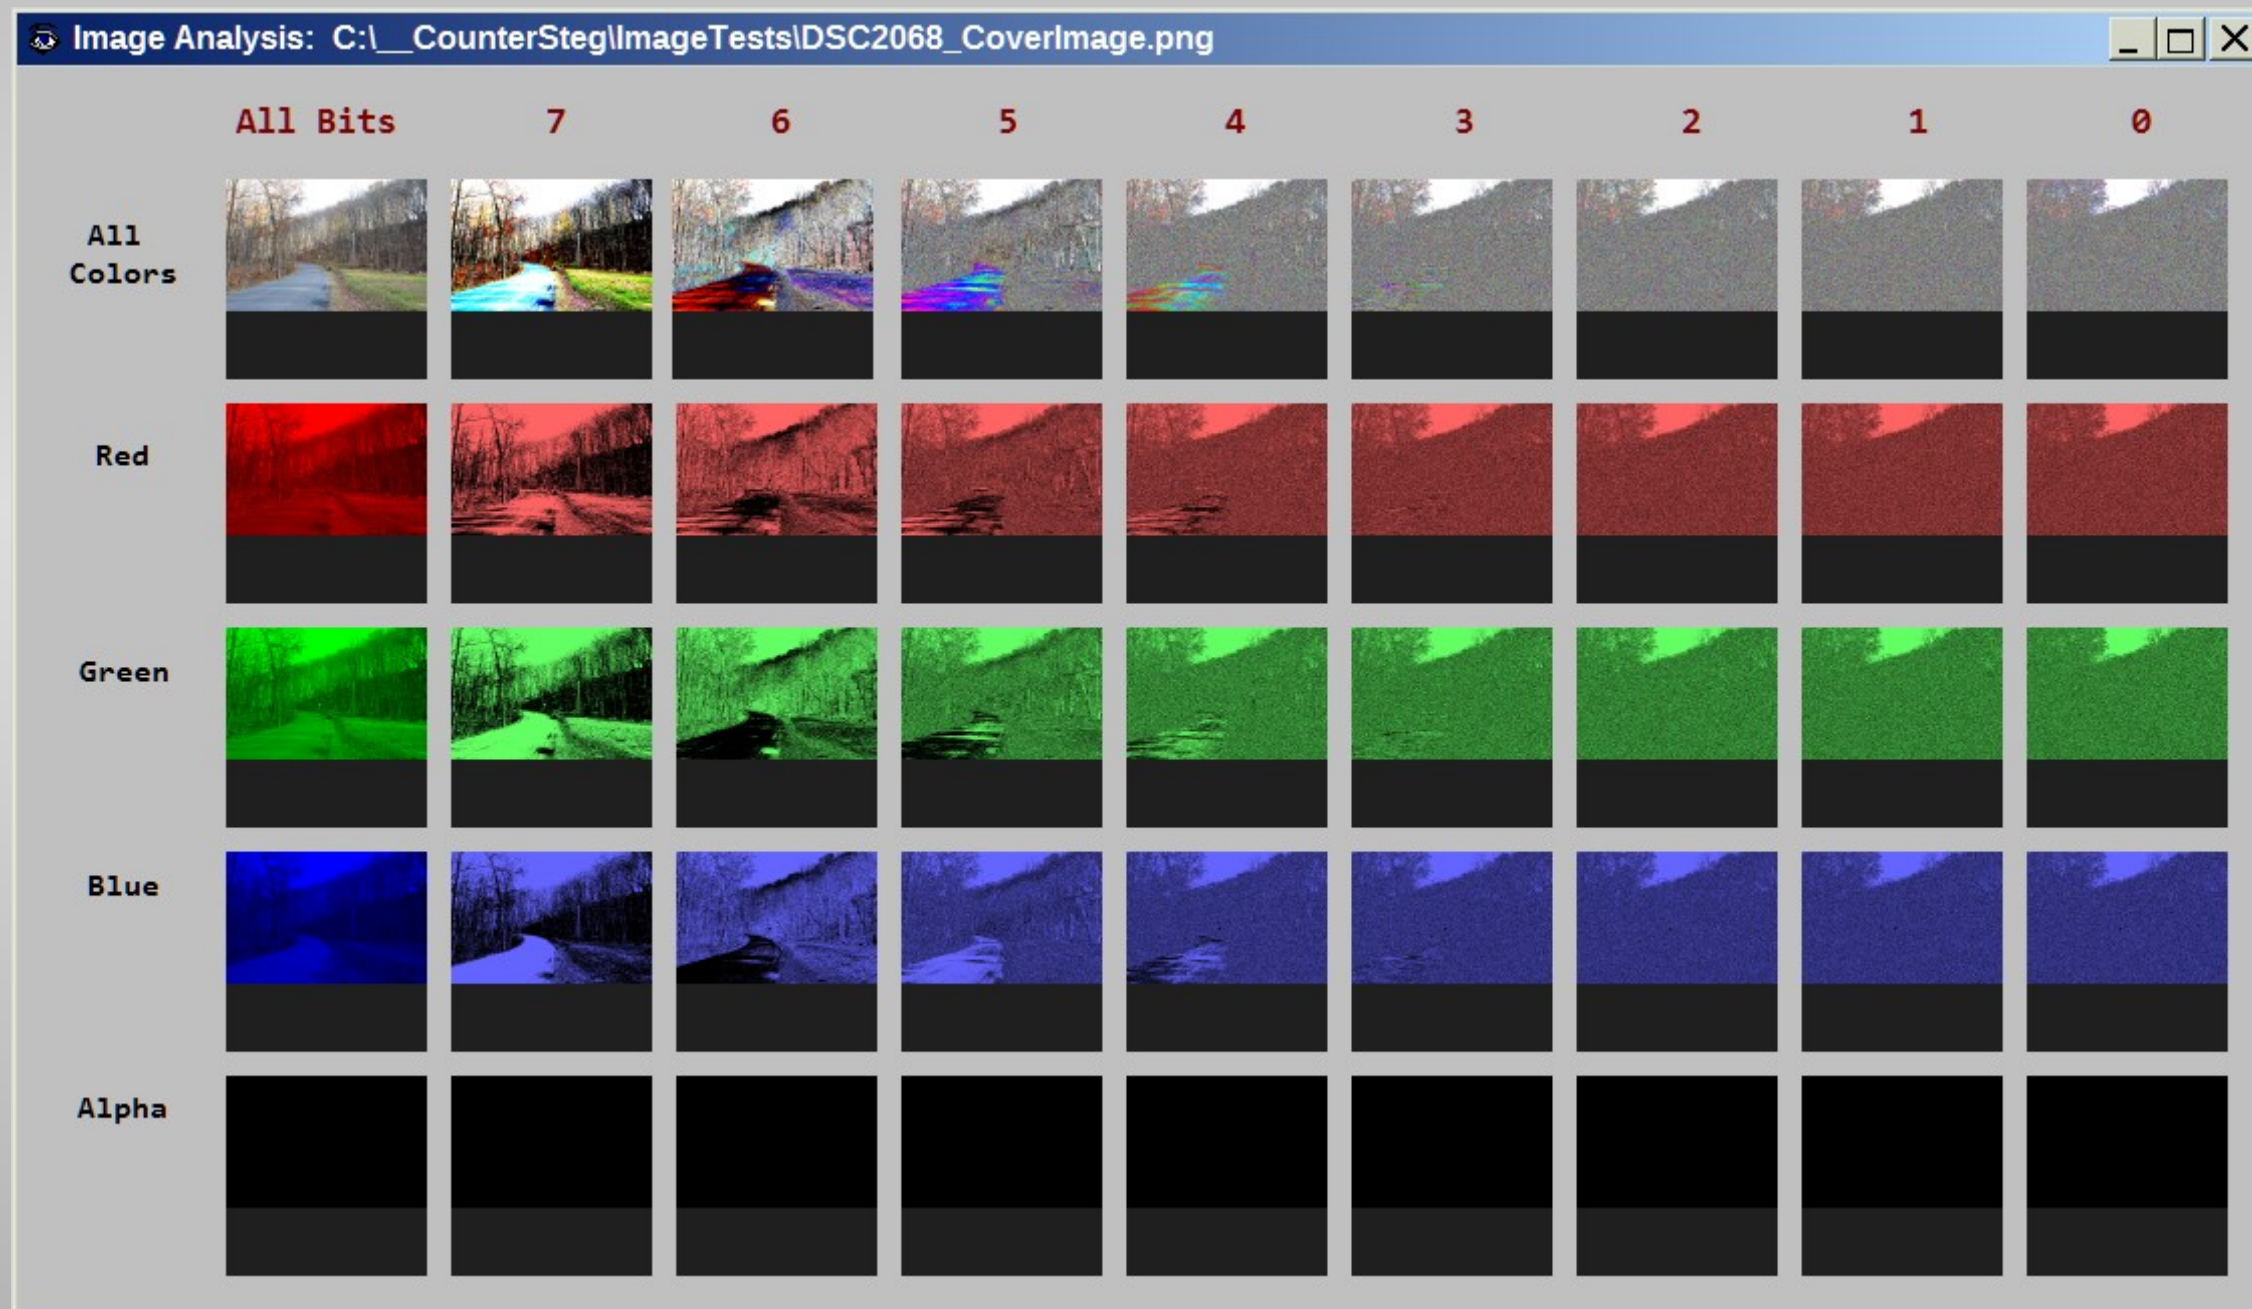 Image Analysis:  C:\__CounterSteg\ImageTests\DSC2068_CoverImage.png
All Bits 7 6 5 4 3 2 1 0
All
Colors
Red
Green
Blue
Alpha